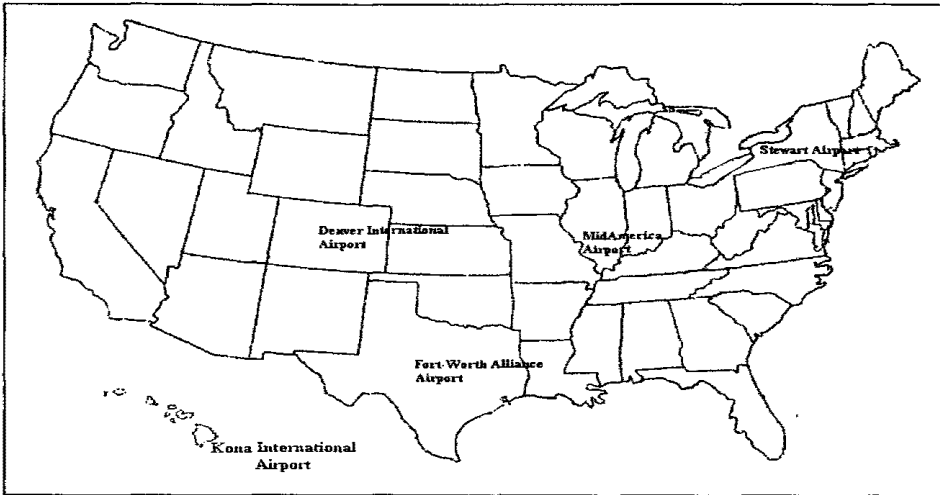 Stewart Airport
Denver International
Airport
MidAmerica
Airport
Fort-Worth Alliance
Airport
Kona International
Airport